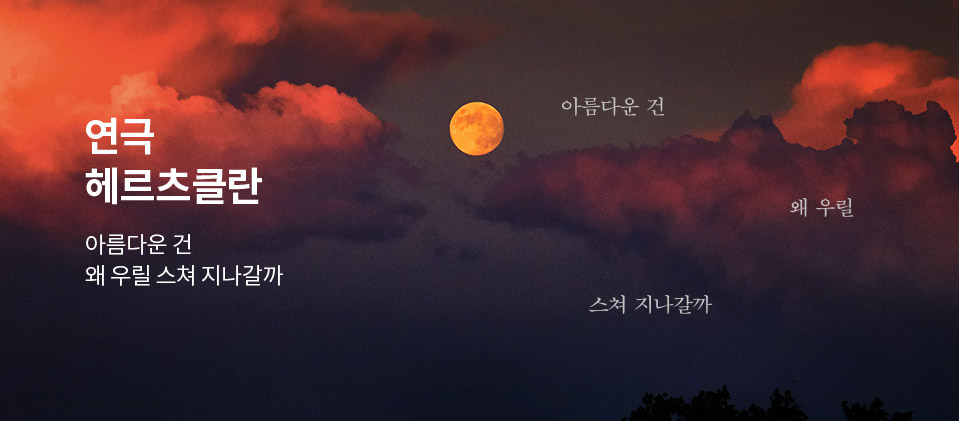 연극
헤르츠클란
아름다운 건
왜 우릴 스쳐 지나갈까
아름다운 건
왜 우릴
스쳐 지나갈까